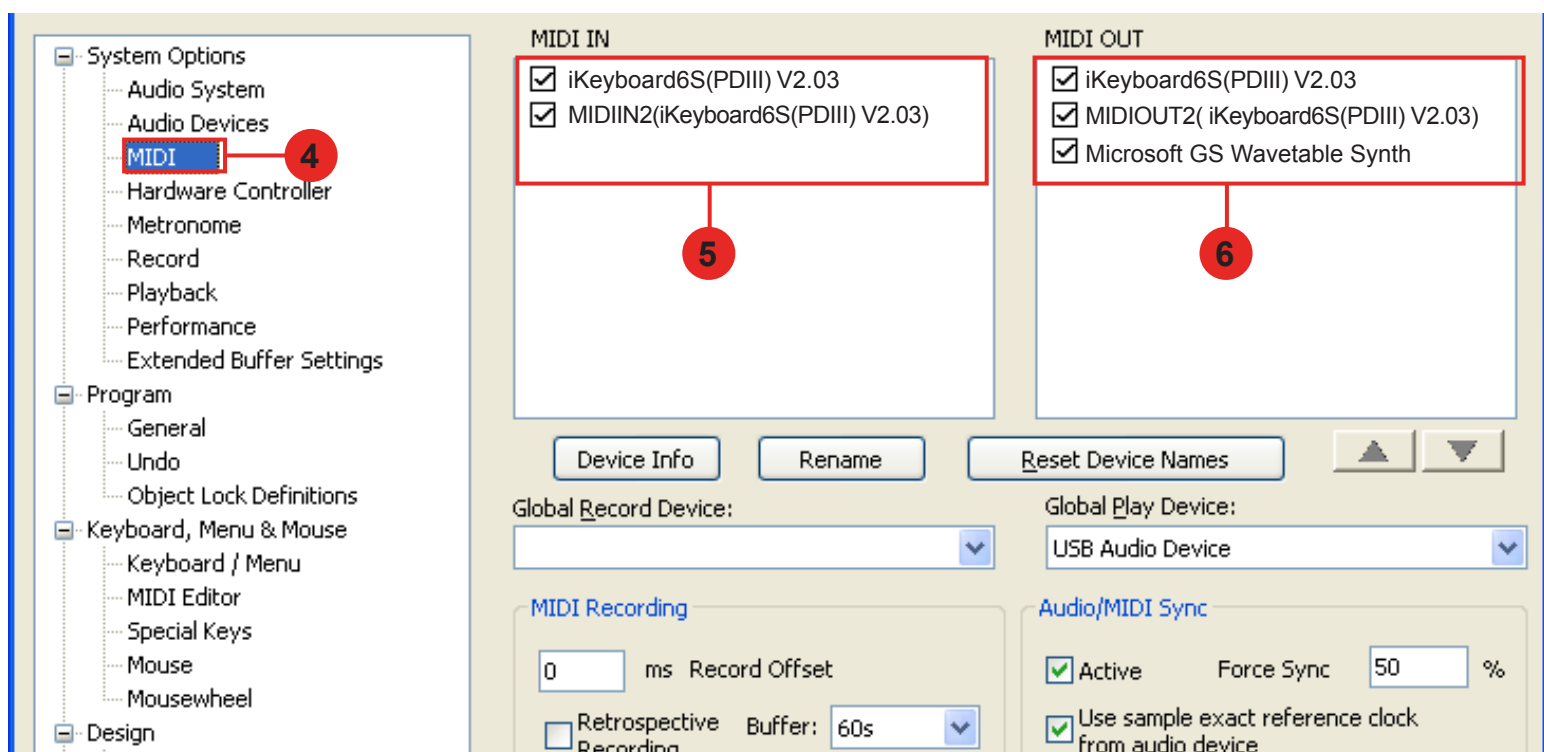 System Options
Audio System
Audio Devices
MIDI
4
Hardware Controller
Metronome
Record
Playback
Performance
Extended Buffer Settings
Program
General
Undo
Object Lock Definitions
Keyboard, Menu & Mouse
Keyboard / Menu
MIDI Editor
Special Keys
Mouse
Mousewheel
Design
MIDI IN
iKeyboard6S(PDIII) V2.03
MIDIIN2(iKeyboard6S(PDIII) V2.03)
5
MIDI OUT
iKeyboard6S(PDIII) V2.03
MIDIOUT2( iKeyboard6S(PDIII) V2.03)
Microsoft GS Wavetable Synth
6
Device Info
Rename
Reset Device Names
Global Record Device:
Global Play Device:
USB Audio Device
MIDI Recording
0 ms Record Offset
Retrospective
Recording
Buffer: 60s
Audio/MIDI Sync
Active Force Sync 50 %
Use sample exact reference clock
from audio device